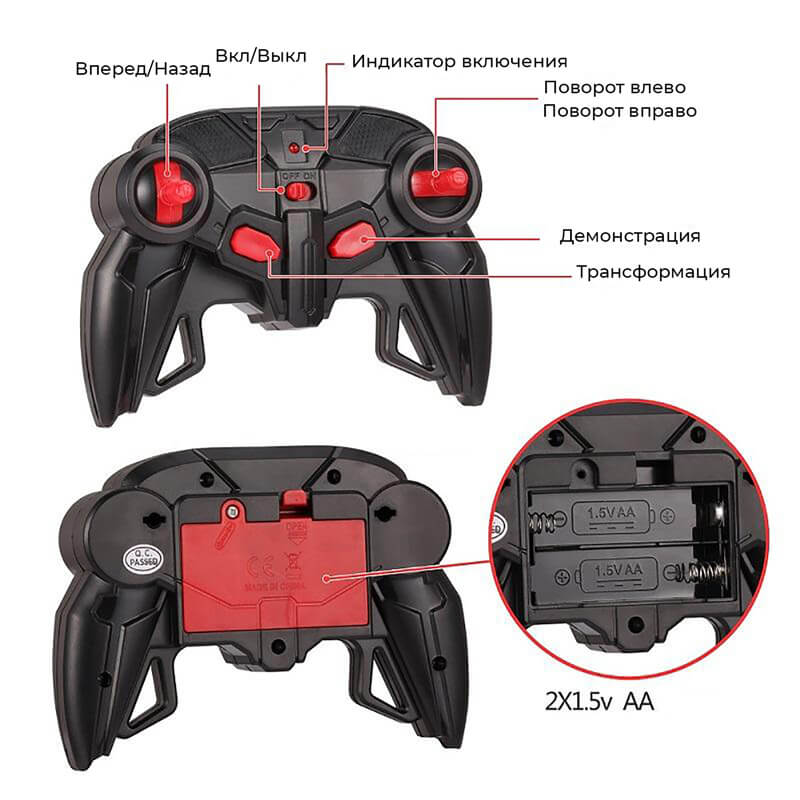 Вкл/Выкл
Индикатор включения
Вперед/Назад
Поворот влево
Поворот вправо
OFF ON
Демонстрация
Трансформация
OPEN
Q.C.
PASSED
CE
MADE IN CHINA
1.5V AA
1.5V AA
2X1.5v AA